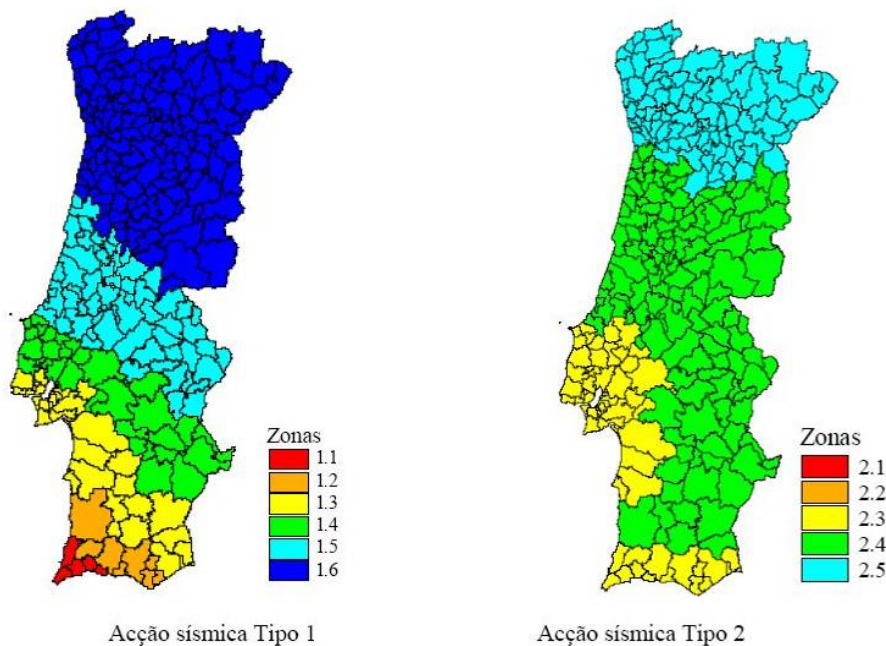 Zonas
1.1
1.2
1.3
1.4
1.5
1.6
Acção sísmica Tipo 1
Zonas
2.1
2.2
2.3
2.4
2.5
Acção sísmica Tipo 2